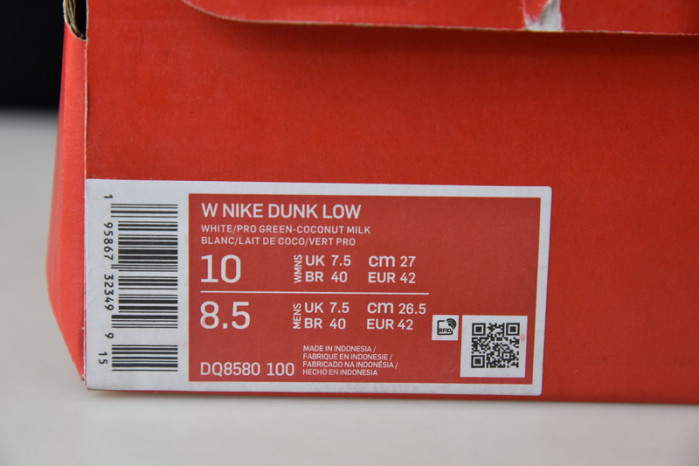 W NIKE DUNK LOW
WHITE/PRO GREEN-COCONUT MILK
BLANC/LAIT DE COCO/VERT PRO
10 WMNS UK 7.5 cm 27
BR 40 EUR 42
8.5 MENS UK 7.5 cm 26.5
BR 40 EUR 42
RFID
DQ8580 100
MADE IN INDONESIA /
FABRIQUE EN INDONESIE /
FABRICADO NA INDONÉSIA /
HECHO EN INDONESIA
1 95867 32349 9 15